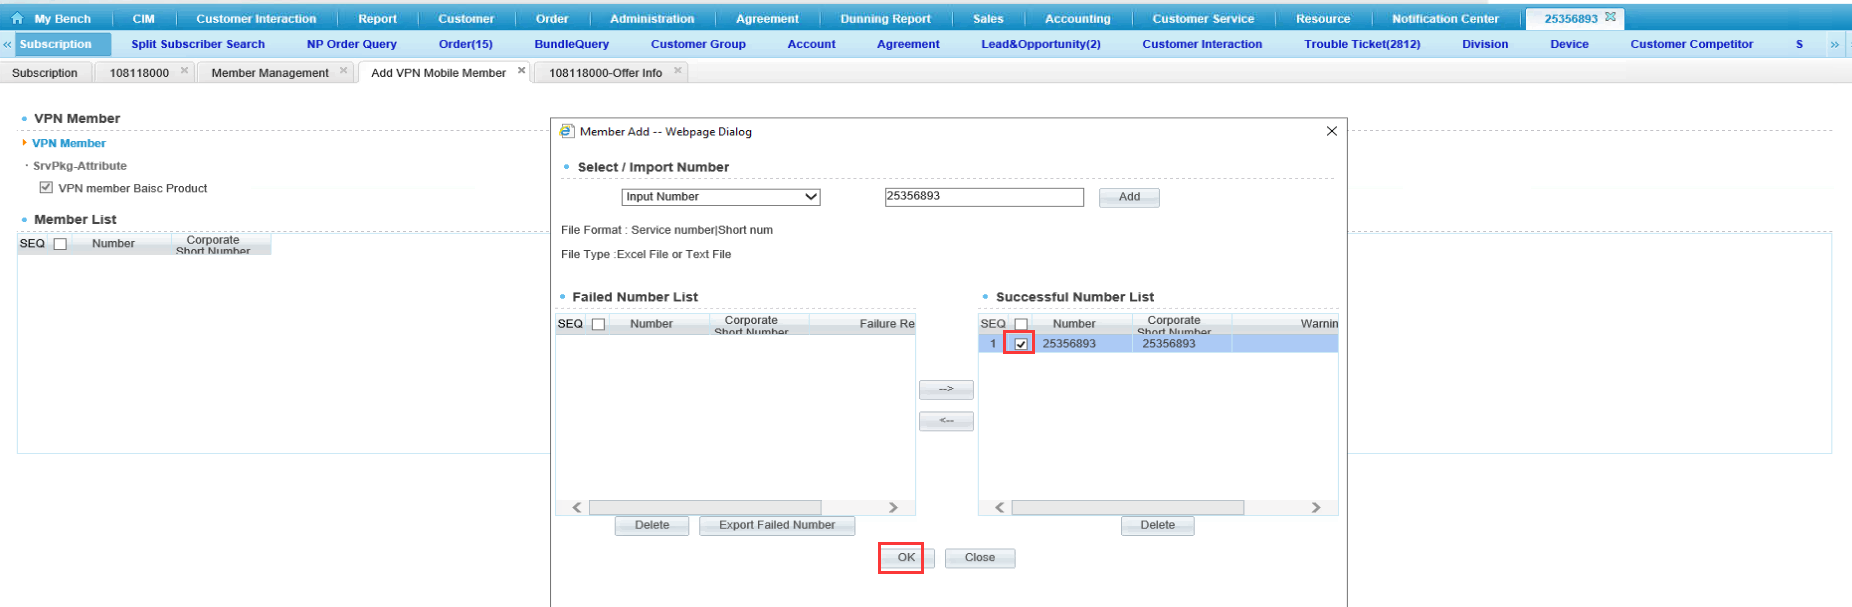 My Bench CIM Customer Interaction Report Customer Order Administration Agreement Dunning Report Sales Accounting Customer Service Resource Notification Center 25356893
« Subscription Split Subscriber Search NP Order Query Order(15) BundleQuery Customer Group Account Agreement Lead&Opportunity(2) Customer Interaction Trouble Ticket(2812) Division Device Customer Competitor S »
Subscription 108118000 Member Management Add VPN Mobile Member 108118000-Offer Info
VPN Member
VPN Member
SrvPkg-Attribute
VPN member Baisc Product
Member List
SEQ Number Corporate
Short Number
Member Add -- Webpage Dialog
Select / Import Number
Input Number 25356893 Add
File Format : Service number|Short num
File Type :Excel File or Text File
Failed Number List
SEQ Number Corporate
Short Number Failure Re
-->
<--
Delete Export Failed Number
Successful Number List
SEQ Number Corporate
Short Number Warnin
1 25356893 25356893
Delete
OK Close